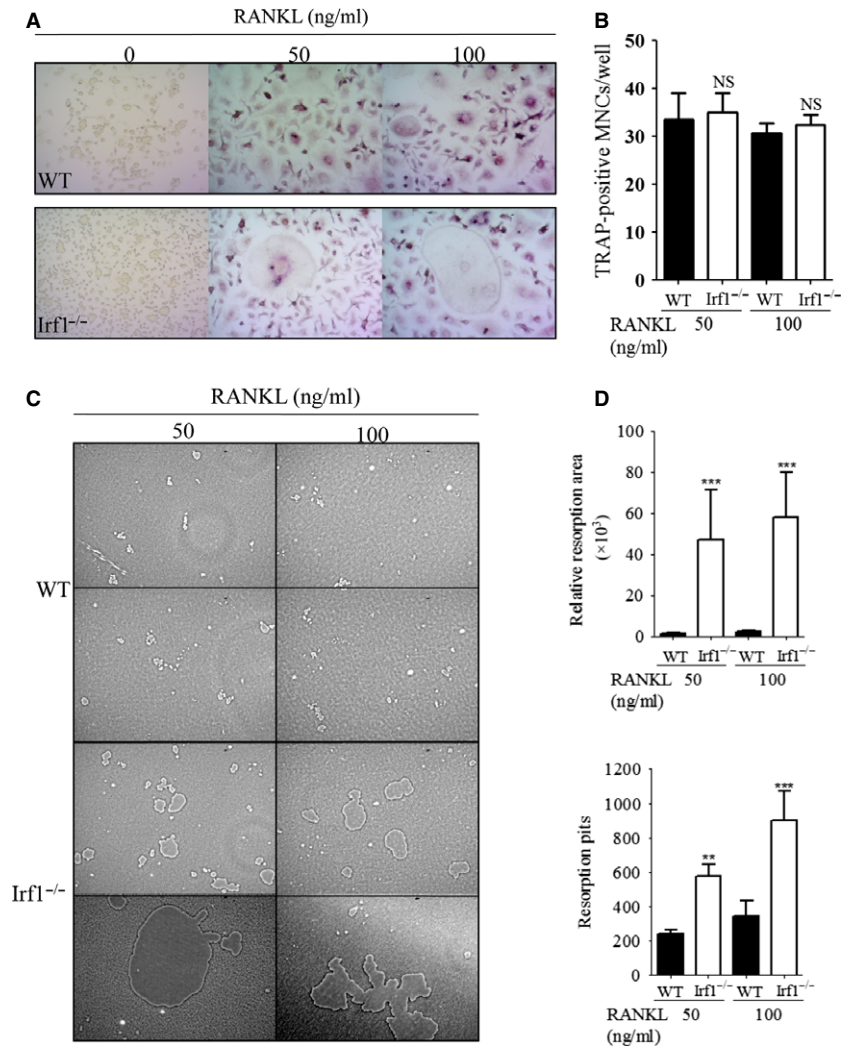 A
RANKL (ng/ml)
0 50 100
WT
Irf1⁻/⁻
B
TRAP-positive MNCs/well
50
40
30
20
10
0
NS
NS
WT Irf1⁻/⁻ WT Irf1⁻/⁻
RANKL 50 100
(ng/ml)
C
RANKL (ng/ml)
50 100
WT
Irf1⁻/⁻
D
Relative resorption area
(×10³)
100
80
60
40
20
0
***
***
WT Irf1⁻/⁻ WT Irf1⁻/⁻
RANKL 50 100
(ng/ml)
Resorption pits
1200
1000
800
600
400
200
0
**
***
WT Irf1⁻/⁻ WT Irf1⁻/⁻
RANKL 50 100
(ng/ml)